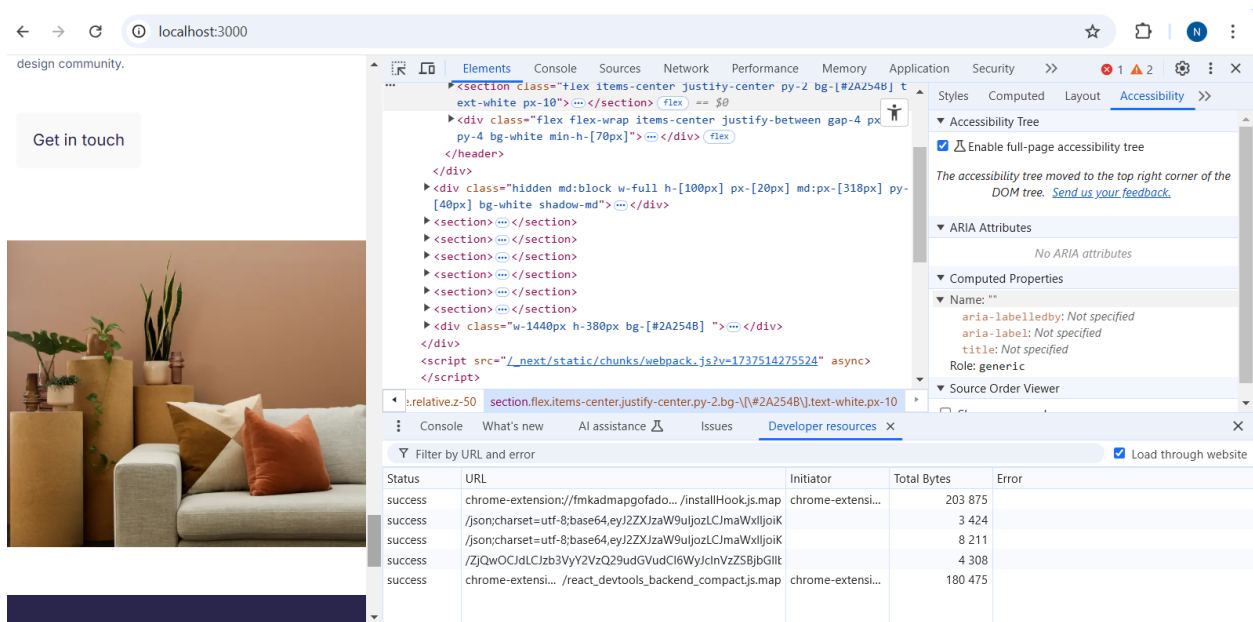 localhost:3000
N
design community.
Get in touch
Elements Console Sources Network Performance Memory Application Security 1 2
<section class="flex items-center justify-center py-2 bg-[#2A254B] t
ext-white px-10"> … </section> flex == $0
<div class="flex flex-wrap items-center justify-between gap-4 px
py-4 bg-white min-h-[70px]"> … </div> flex
</header>
</div>
<div class="hidden md:block w-full h-[100px] px-[20px] md:px-[318px] py-
[40px] bg-white shadow-md"> … </div>
<section> … </section>
<section> … </section>
<section> … </section>
<section> … </section>
<section> … </section>
<section> … </section>
<div class="w-1440px h-380px bg-[#2A254B] "> … </div>
</div>
<script src="/_next/static/chunks/webpack.js?v=1737514275524" async>
</script>
e.relative.z-50 section.flex.items-center.justify-center.py-2.bg-\[\#2A254B\].text-white.px-10
Styles Computed Layout Accessibility
Accessibility Tree
Enable full-page accessibility tree
The accessibility tree moved to the top right corner of the
DOM tree. Send us your feedback.
ARIA Attributes
No ARIA attributes
Computed Properties
Name: ""
aria-labelledby: Not specified
aria-label: Not specified
title: Not specified
Role: generic
Source Order Viewer
Console What's new AI assistance Issues Developer resources
Filter by URL and error Load through website
Status URL Initiator Total Bytes Error
success chrome-extension://fmkadmapgofado… /installHook.js.map chrome-extensi… 203 875
success /json;charset=utf-8;base64,eyJ2ZXJzaW9uIjozLCJmaWxlIjoiK 3 424
success /json;charset=utf-8;base64,eyJ2ZXJzaW9uIjozLCJmaWxlIjoiK 8 211
success 4 308
success chrome-extensi… /react_devtools_backend_compact.js.map chrome-extensi… 180 475